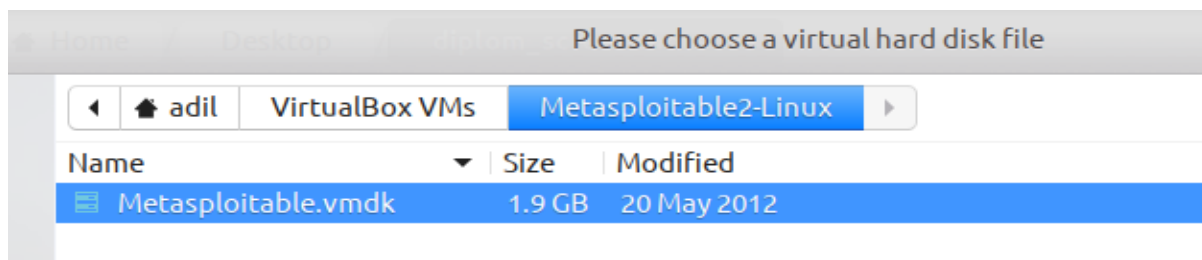 Home / Desktop / Please choose a virtual hard disk file
adil VirtualBox VMs Metasploitable2-Linux
Name Size Modified
Metasploitable.vmdk 1.9 GB 20 May 2012